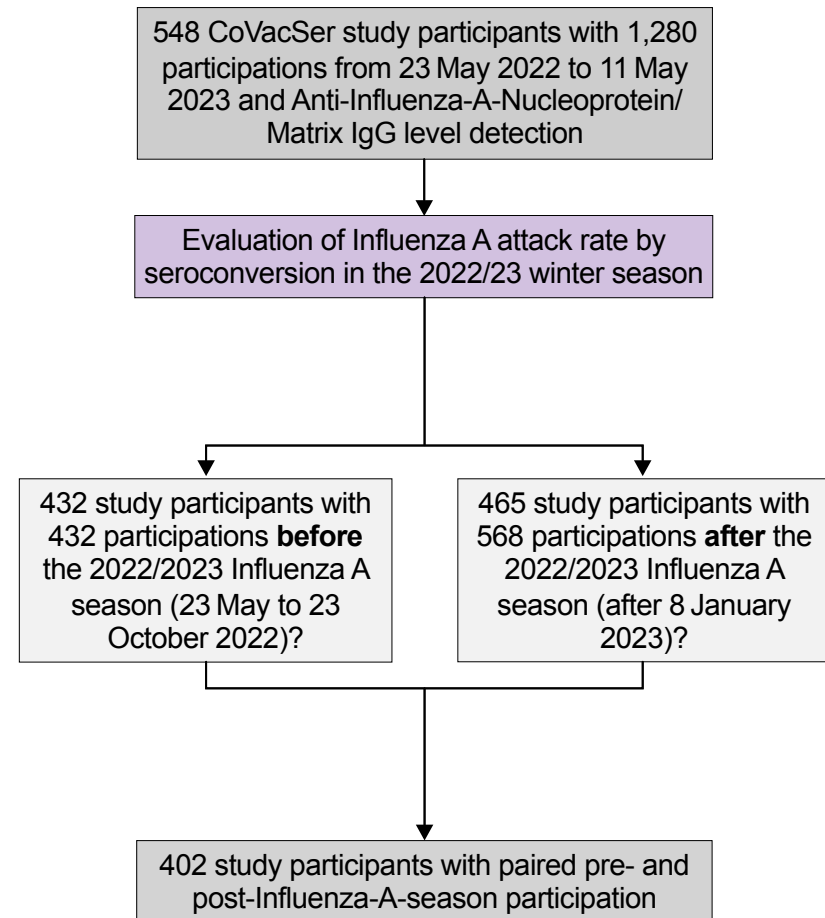 548 CoVacSer study participants with 1,280
participations from 23 May 2022 to 11 May
2023 and Anti-Influenza-A-Nucleoprotein/
Matrix IgG level detection
Evaluation of Influenza A attack rate by
seroconversion in the 2022/23 winter season
432 study participants with
432 participations before
the 2022/2023 Influenza A
season (23 May to 23
October 2022)?
465 study participants with
568 participations after the
2022/2023 Influenza A
season (after 8 January
2023)?
402 study participants with paired pre- and
post-Influenza-A-season participation